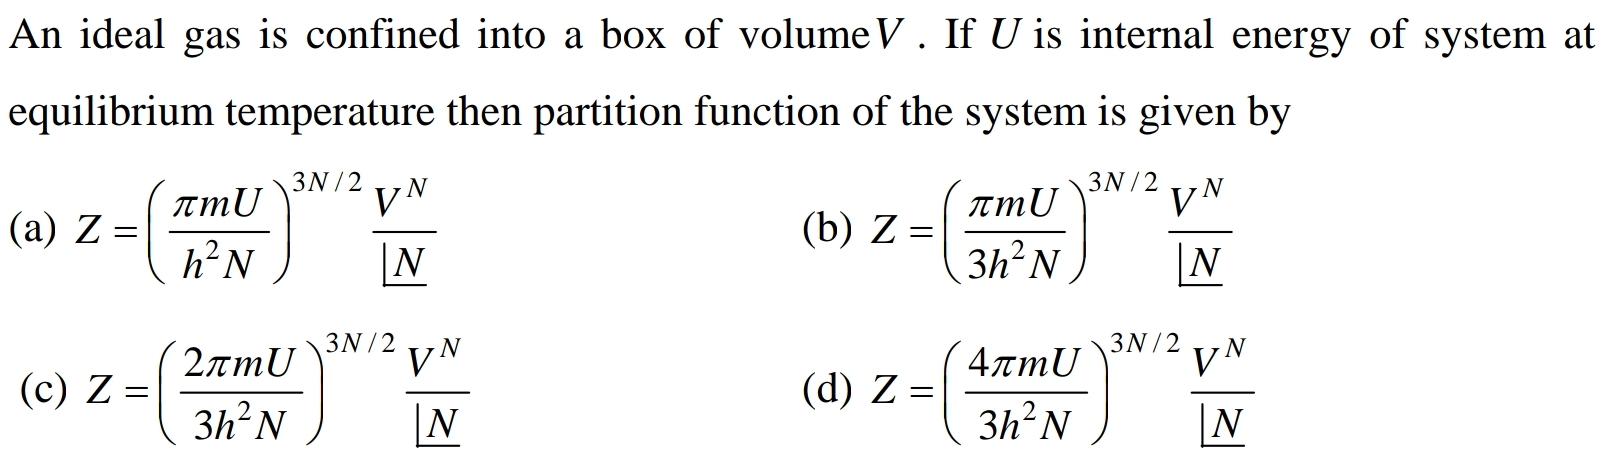 An ideal gas is confined into a box of volume V . If U is internal energy of system at
equilibrium temperature then partition function of the system is given by
(a) Z = (πmU / h²N)^{3N/2} V^N / |N̲
(b) Z = (πmU / 3h²N)^{3N/2} V^N / |N̲
(c) Z = (2πmU / 3h²N)^{3N/2} V^N / |N̲
(d) Z = (4πmU / 3h²N)^{3N/2} V^N / |N̲